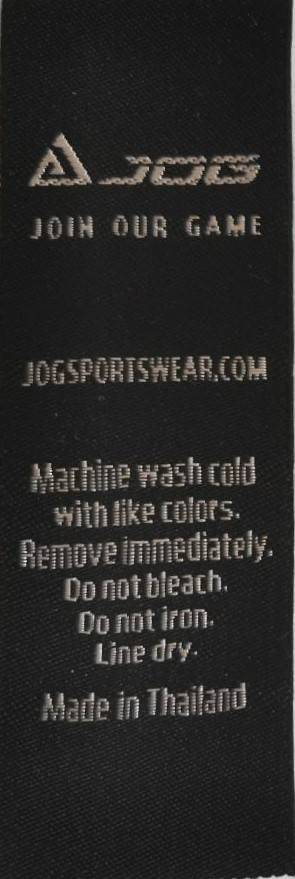 JOG
JOIN OUR GAME
JOGSPORTSWEAR.COM
Machine wash cold
with like colors.
Remove immediately.
Do not bleach.
Do not iron.
Line dry.
Made in Thailand